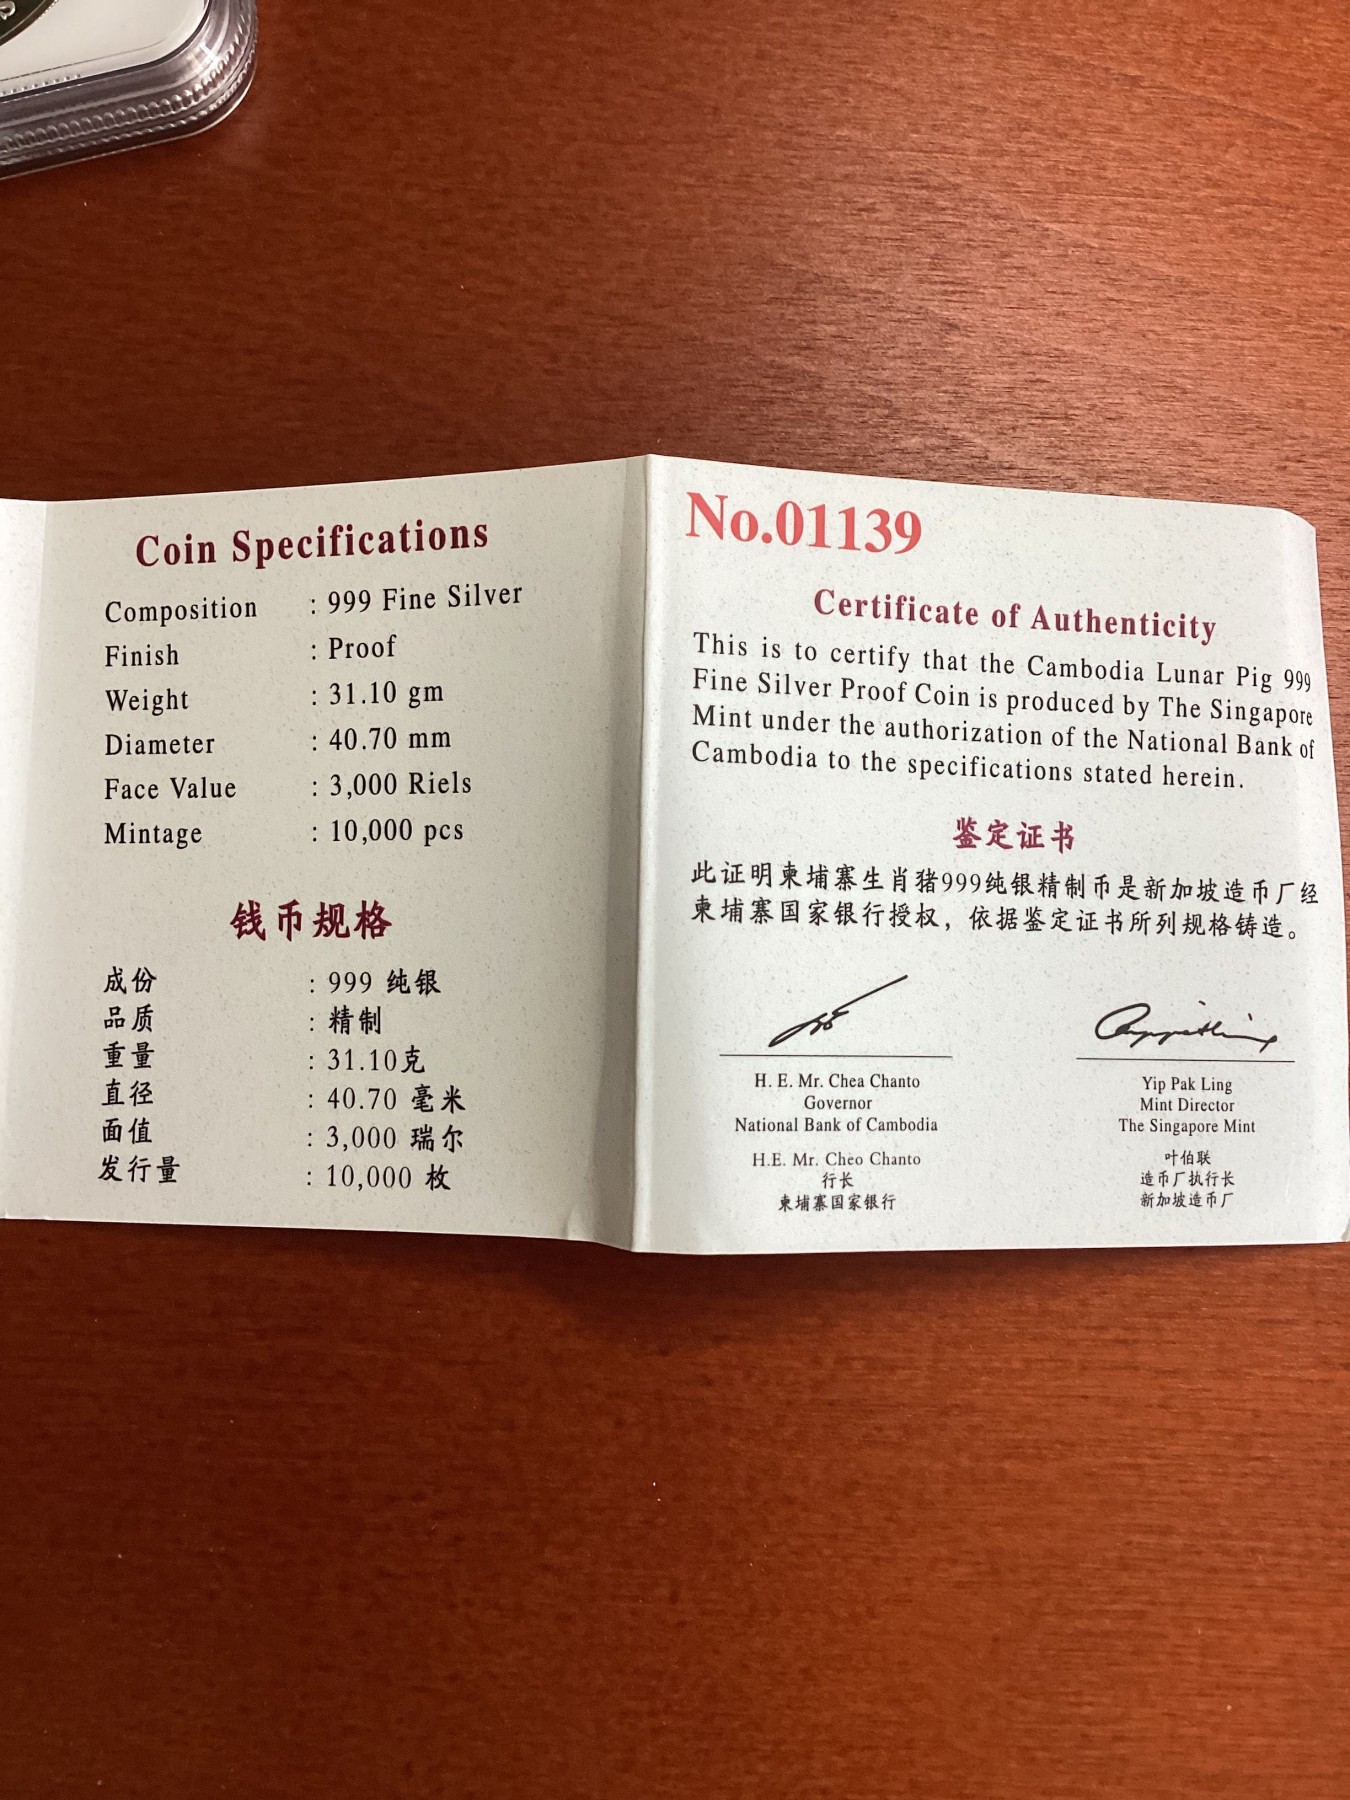 Coin Specifications
Composition : 999 Fine Silver
Finish : Proof
Weight : 31.10 gm
Diameter : 40.70 mm
Face Value : 3,000 Riels
Mintage : 10,000 pcs
钱币规格
成份 : 999 纯银
品质 : 精制
重量 : 31.10克
直径 : 40.70 毫米
面值 : 3,000 瑞尔
发行量 : 10,000 枚
No.01139
Certificate of Authenticity
This is to certify that the Cambodia Lunar Pig 999
Fine Silver Proof Coin is produced by The Singapore
Mint under the authorization of the National Bank of
Cambodia to the specifications stated herein.
鉴定证书
此证明柬埔寨生肖猪999纯银精制币是新加坡造币厂经
柬埔寨国家银行授权，依据鉴定证书所列规格铸造。
H. E. Mr. Chea Chanto
Governor
National Bank of Cambodia
H.E. Mr. Cheo Chanto
行长
柬埔寨国家银行
Yip Pak Ling
Mint Director
The Singapore Mint
叶伯联
造币厂执行长
新加坡造币厂